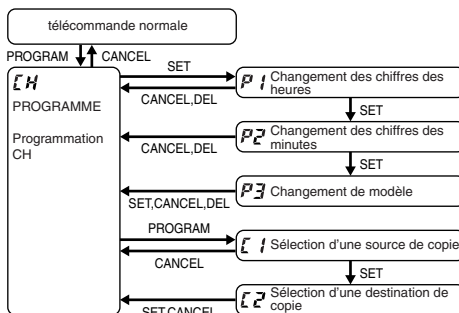 télécommande normale
PROGRAM
CANCEL
CH
PROGRAMME
Programmation
CH
SET
CANCEL,DEL
P1 Changement des chiffres des
heures
SET
P2 Changement des chiffres des
minutes
CANCEL,DEL
SET
P3 Changement de modèle
SET,CANCEL,DEL
PROGRAM
C1 Sélection d'une source de copie
CANCEL
SET
C2 Sélection d'une destination de
copie
SET,CANCEL